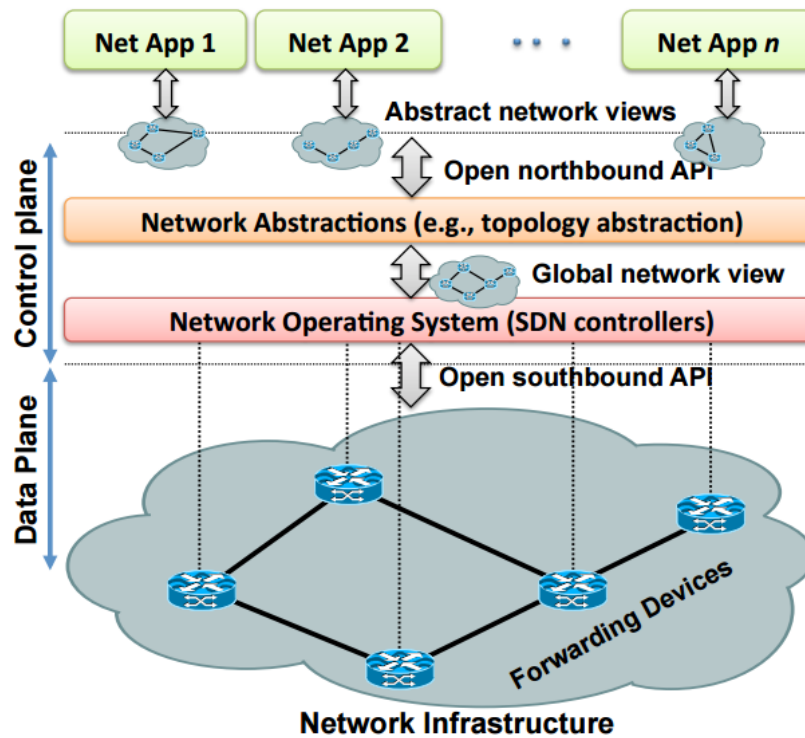 Net App 1
Net App 2
Net App n
Abstract network views
Open northbound API
Control plane
Network Abstractions (e.g., topology abstraction)
Global network view
Network Operating System (SDN controllers)
Open southbound API
Data Plane
Forwarding Devices
Network Infrastructure